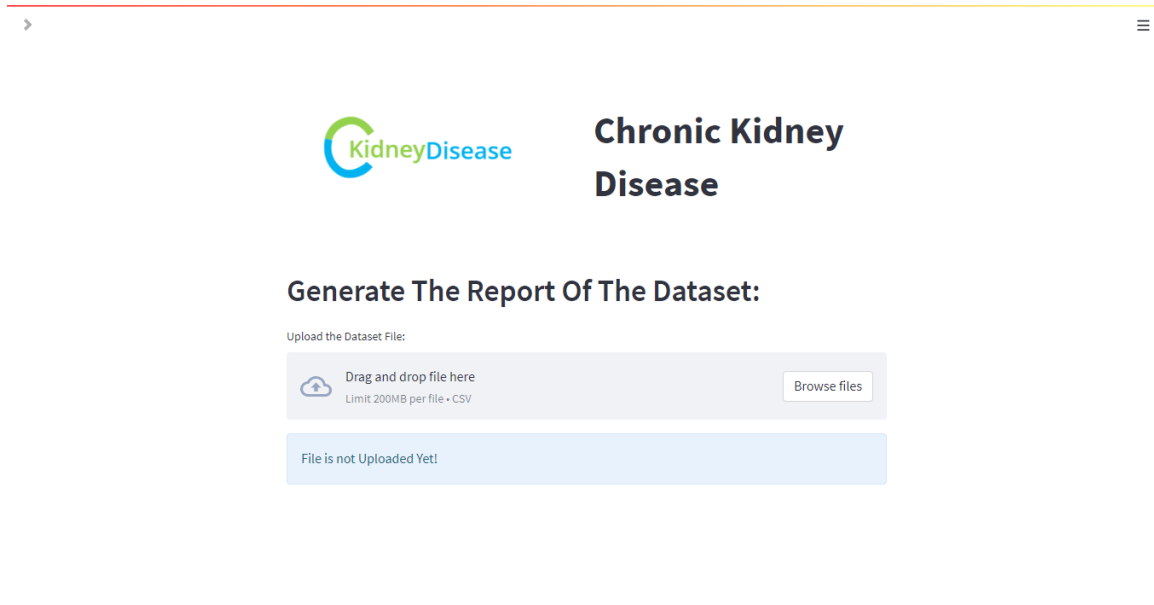 KidneyDisease
Chronic Kidney
Disease
Generate The Report Of The Dataset:
Upload the Dataset File:
Drag and drop file here
Limit 200MB per file • CSV
Browse files
File is not Uploaded Yet!